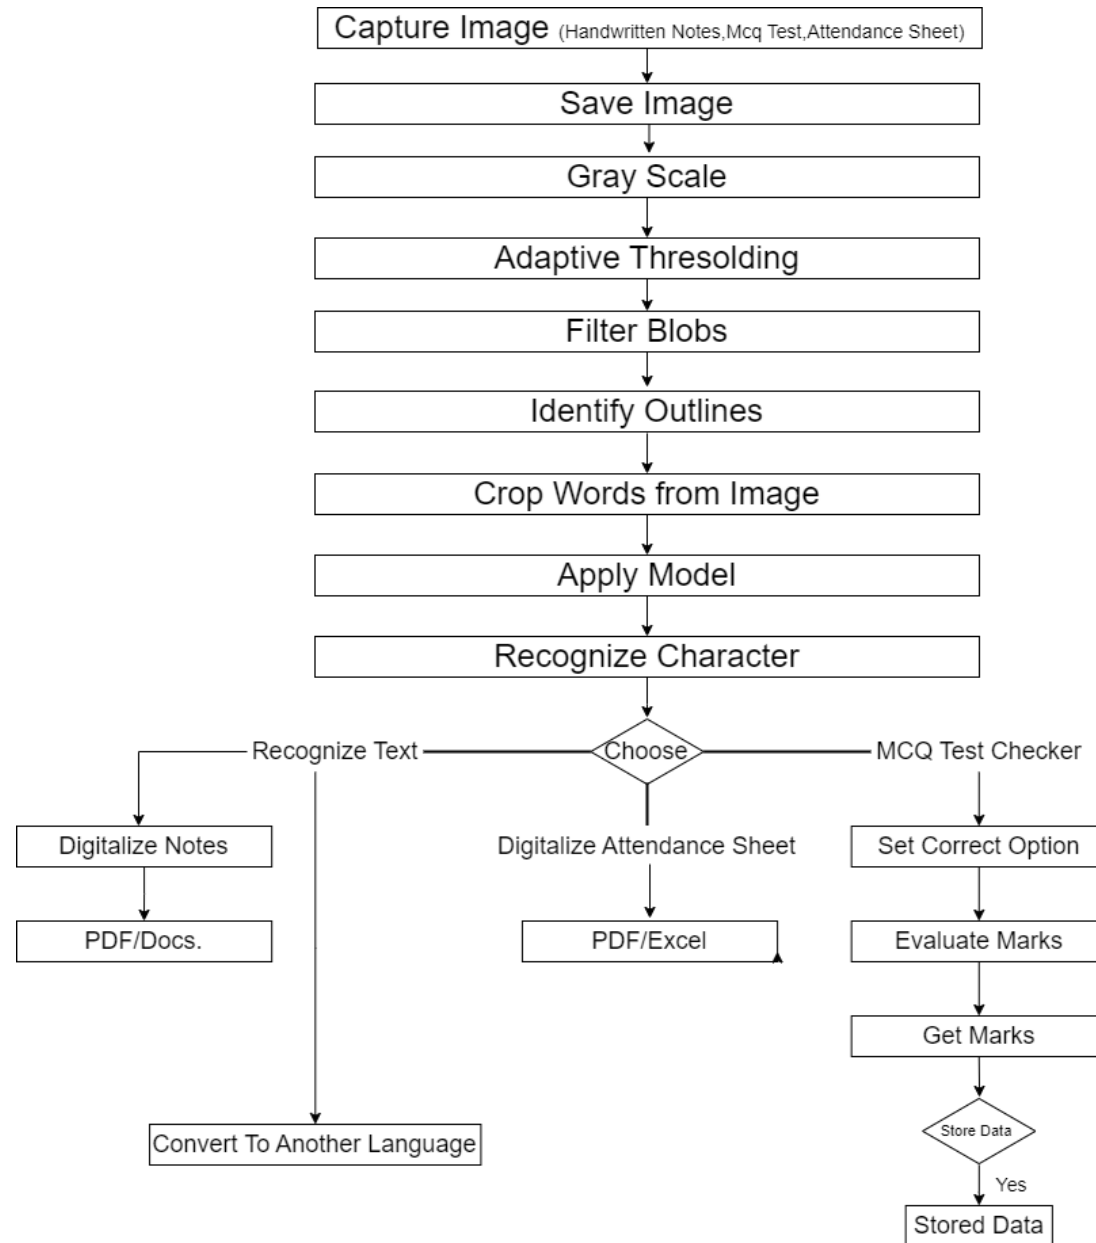 Capture Image (Handwritten Notes,Mcq Test,Attendance Sheet)
Save Image
Gray Scale
Adaptive Thresolding
Filter Blobs
Identify Outlines
Crop Words from Image
Apply Model
Recognize Character
Recognize Text
Choose
MCQ Test Checker
Digitalize Notes
Digitalize Attendance Sheet
Set Correct Option
PDF/Docs.
PDF/Excel
Evaluate Marks
Get Marks
Convert To Another Language
Store Data
Yes
Stored Data